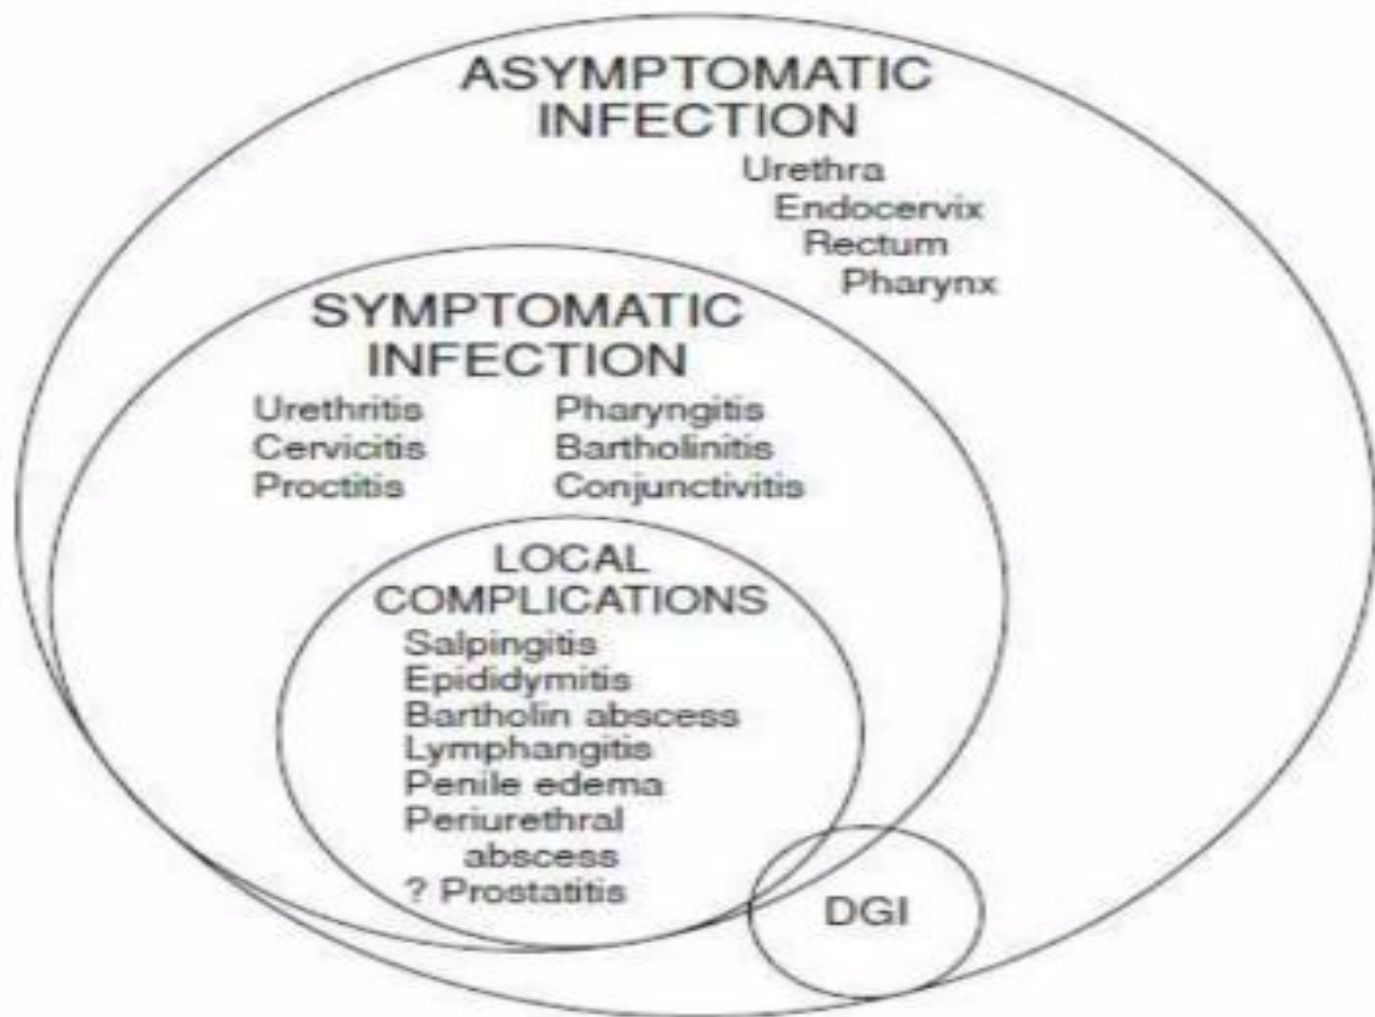 ASYMPTOMATIC
INFECTION
Urethra
Endocervix
Rectum
Pharynx
SYMPTOMATIC
INFECTION
Urethritis
Cervicitis
Proctitis
Pharyngitis
Bartholinitis
Conjunctivitis
LOCAL
COMPLICATIONS
Salpingitis
Epididymitis
Bartholin abscess
Lymphangitis
Penile edema
Periurethral
abscess
? Prostatitis
DGI